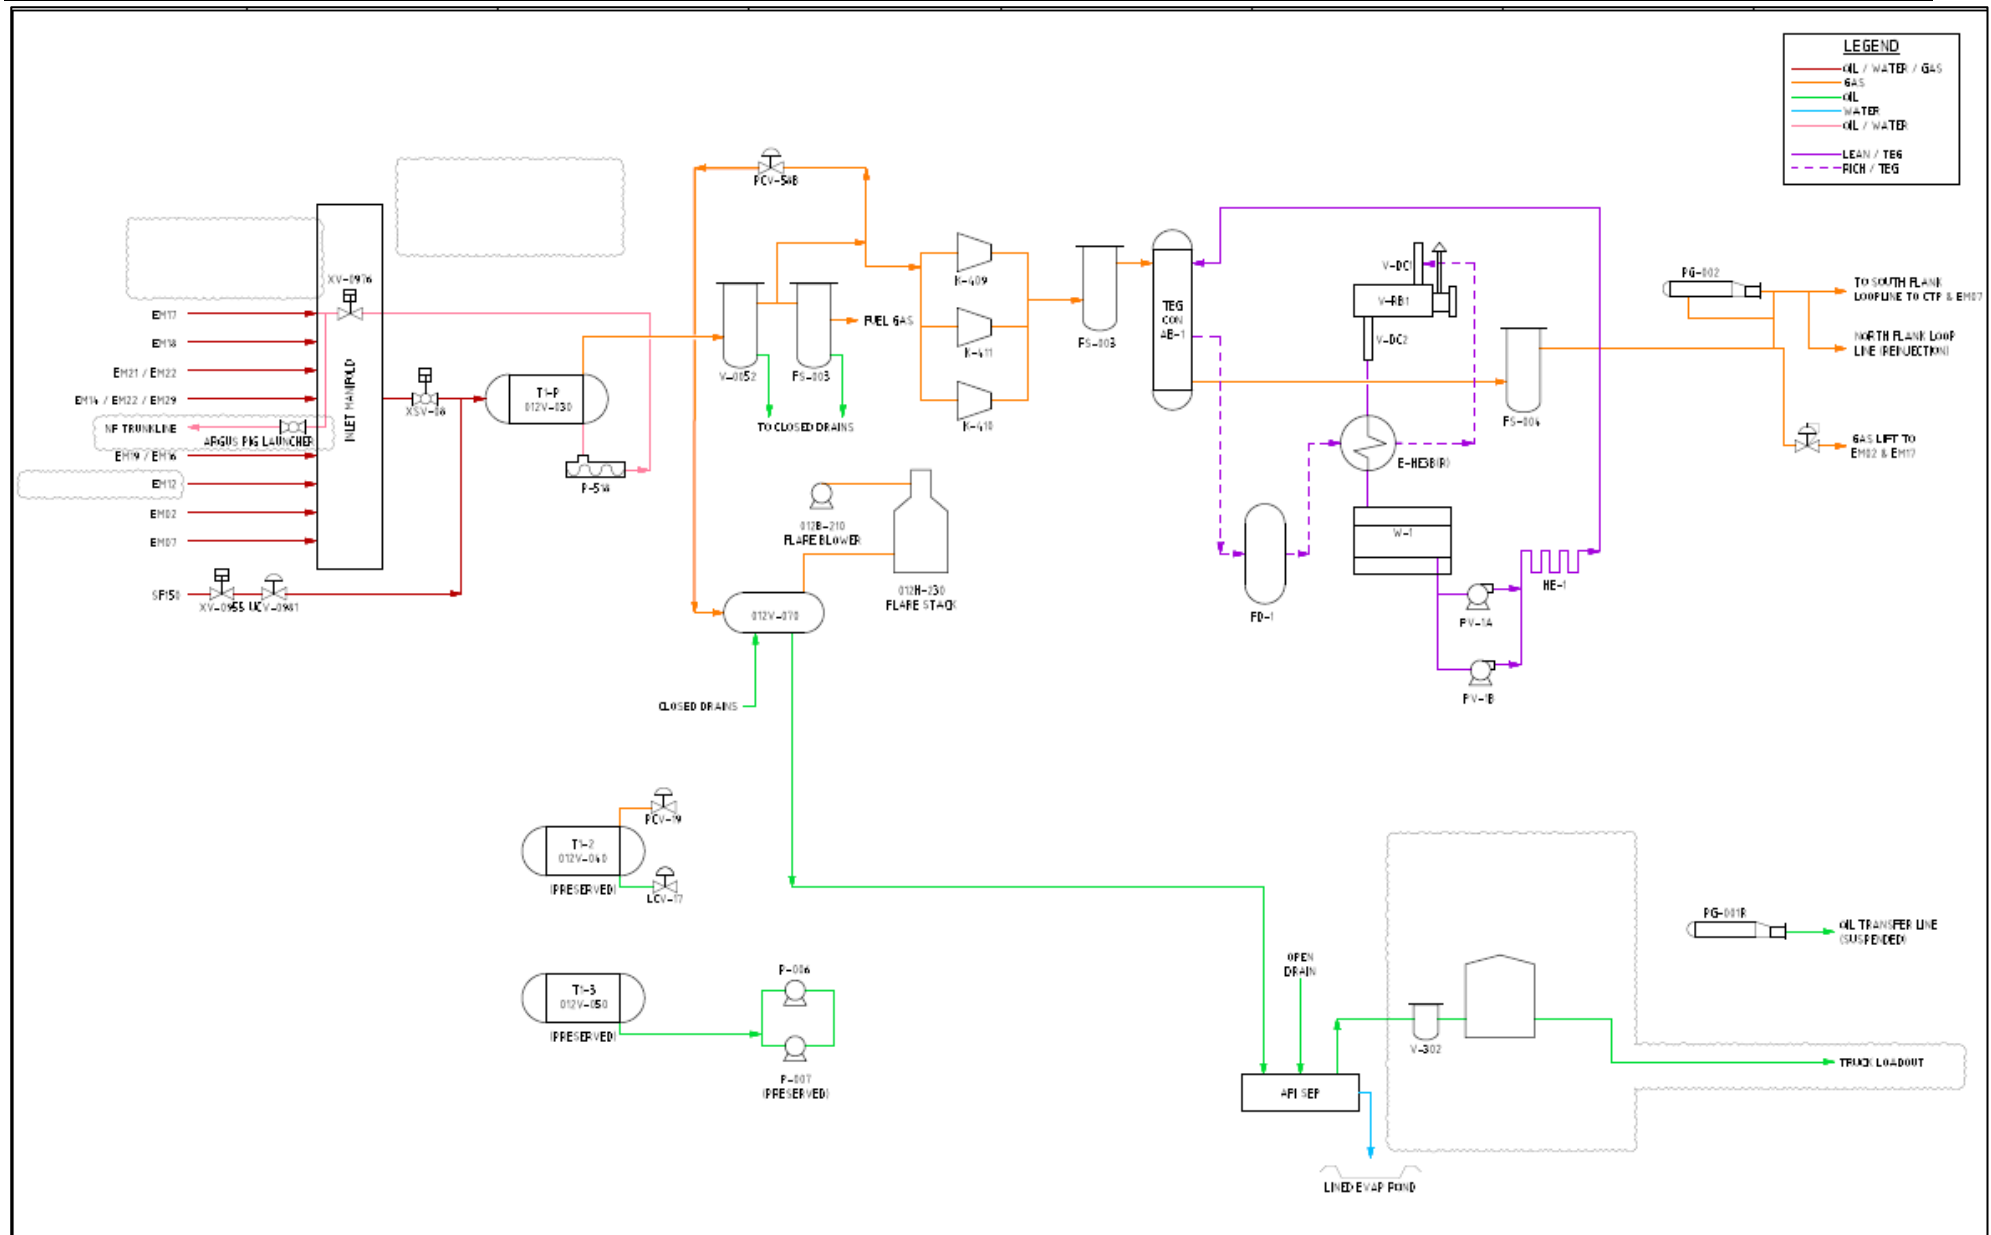 LEGEND
OIL / WATER / GAS
GAS
OIL
WATER
OIL / WATER
LEAN / TEG
RICH / TEG
PCV-54B
XV-0976
EM17
EM18
EM21 / EM22
EM14 / EM22 / EM29
NF TRUNKLINE
ARGUS PIG LAUNCHER
EM19 / EM16
EM12
EM02
EM07
SF150
XV-0955
UCV-0981
INLET MANIFOLD
XSV-08
T1-P
012V-030
P-518
V-0052
FS-003
FUEL GAS
TO CLOSED DRAINS
K-409
K-411
K-410
FS-003
TEG
CON
AB-1
V-DC1
V-RB1
V-DC2
E-HE3B(R)
FS-004
PG-002
TO SOUTH FLANK
LOOPLINE TO CTP & EM07
NORTH FLANK LOOP
LINE (REINJECTION)
GAS LIFT TO
EM02 & EM17
012B-210
FLARE BLOWER
012H-230
FLARE STACK
012V-070
CLOSED DRAINS
FD-1
W-1
PV-1A
PV-1B
HE-1
PCV-19
T1-2
012V-040
(PRESERVED)
LCV-17
T1-3
012V-050
(PRESERVED)
P-006
P-007
(PRESERVED)
OPEN
DRAIN
API SEP
LINED EVAP POND
V-302
PG-001R
OIL TRANSFER LINE
(SUSPENDED)
TRUCK LOADOUT